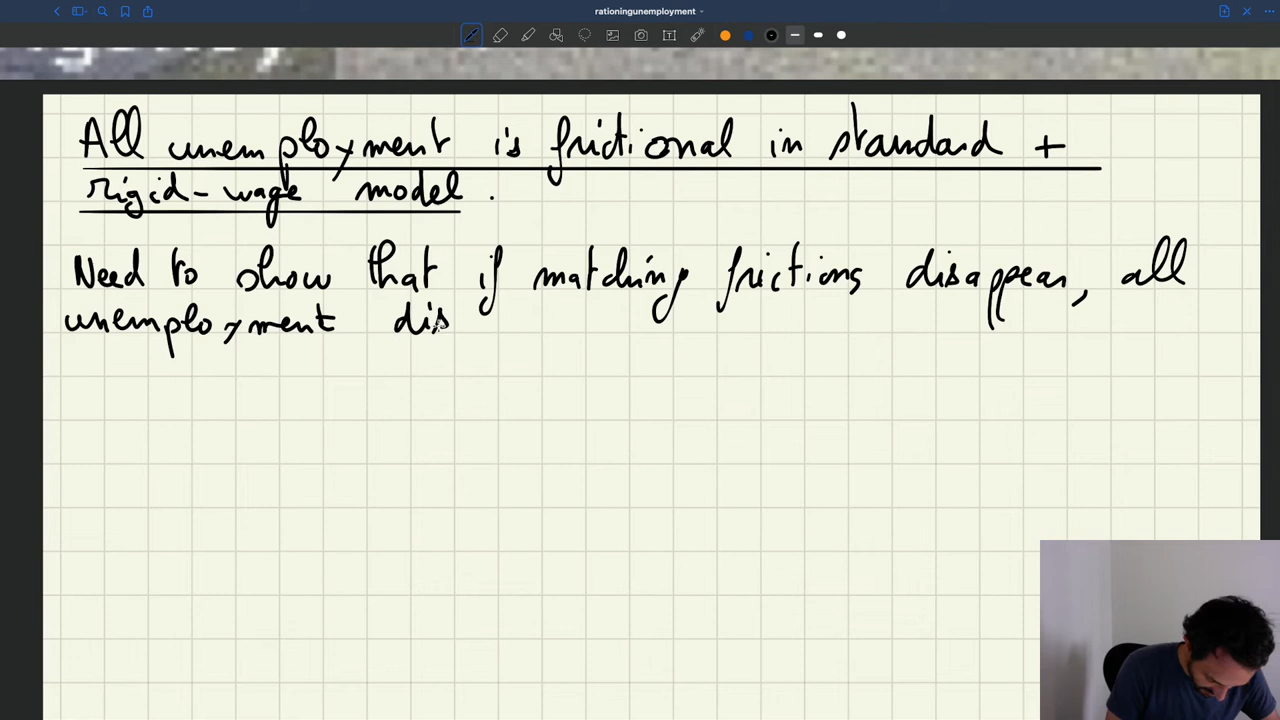 rationingunemployment
All unemployment is frictional in standard +
rigid-wage model.
Need to show that if matching frictions disappear, all
unemployment dis